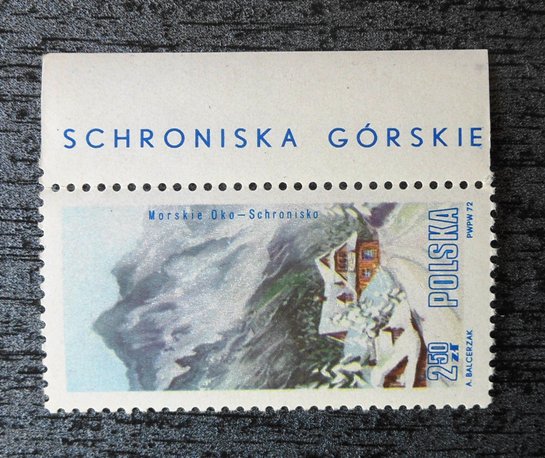 SCHRONISKA GÓRSKIE
Morskie Oko–Schronisko
2.50 zł POLSKA
A. BALCERZAK PWPW 72